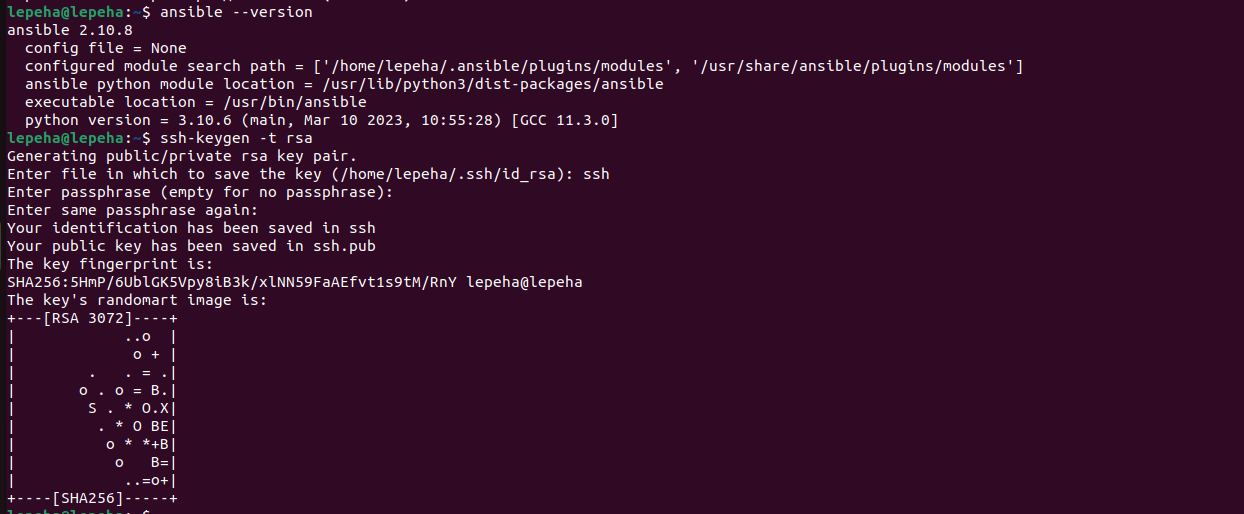 lepeha@lepeha:~$ ansible --version
ansible 2.10.8
  config file = None
  configured module search path = ['/home/lepeha/.ansible/plugins/modules', '/usr/share/ansible/plugins/modules']
  ansible python module location = /usr/lib/python3/dist-packages/ansible
  executable location = /usr/bin/ansible
  python version = 3.10.6 (main, Mar 10 2023, 10:55:28) [GCC 11.3.0]
lepeha@lepeha:~$ ssh-keygen -t rsa
Generating public/private rsa key pair.
Enter file in which to save the key (/home/lepeha/.ssh/id_rsa): ssh
Enter passphrase (empty for no passphrase):
Enter same passphrase again:
Your identification has been saved in ssh
Your public key has been saved in ssh.pub
The key fingerprint is:
SHA256:5HmP/6UblGK5Vpy8iB3k/xlNN59FaAEfvt1s9tM/RnY lepeha@lepeha
The key's randomart image is:
+---[RSA 3072]----+
|            ..o  |
|             o + |
|        .   . = .|
|       o . o = B.|
|        S . * O.X|
|         . * O BE|
|          o * *+B|
|           o   B=|
|            ..=o+|
+----[SHA256]-----+
lepeha@lepeha:~$